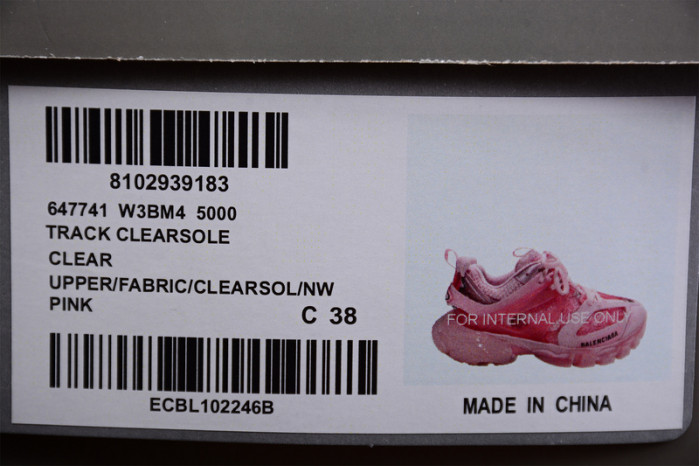 8102939183
647741 W3BM4 5000
TRACK CLEARSOLE
CLEAR
UPPER/FABRIC/CLEARSOL/NW
PINK
C 38
ECBL102246B
FOR INTERNAL USE ONLY
BALENCIAGA
MADE IN CHINA